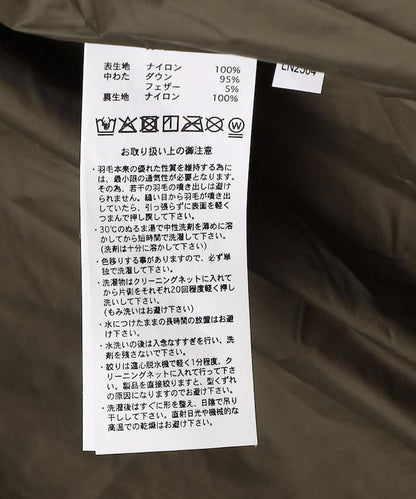 表生地 ナイロン 100%
中わた ダウン 95%
フェザー 5%
裏生地 ナイロン 100%
お取り扱い上の御注意
・羽毛本来の優れた性質を維持する為に
は、最小限の通気性が必要となります。
その為、若干の羽毛の噴き出しは避け
られません。縫い目から羽毛が噴き出
していたら、引っ張らずに表面を軽く
つまんで押し戻して下さい。
・30℃のぬるま湯で中性洗剤を薄めに溶
かしてから短時間で洗濯して下さい。
(洗剤は十分に溶かして下さい)
・色移りする事がありますので、必ず単
独で洗濯して下さい。
・洗濯物はクリーニングネットに入れて
から片側をそれぞれ20回程度軽く押し
洗いして下さい。
(もみ洗いはお避け下さい)
・水につけたままの長時間の放置はお避
け下さい。
・水洗いの後は入念なすすぎを行い、洗
剤を残さないで下さい。
・絞りは遠心脱水機で軽く1分程度、ク
リーニングネットに入れて行って下さ
い。製品を直接絞りますと、型くずれ
の原因になりますのでお避け下さい。
・洗濯後はすぐに形を整え、日陰で吊り
干しして下さい。直射日光や機械的な
高温での乾燥はお避け下さい。